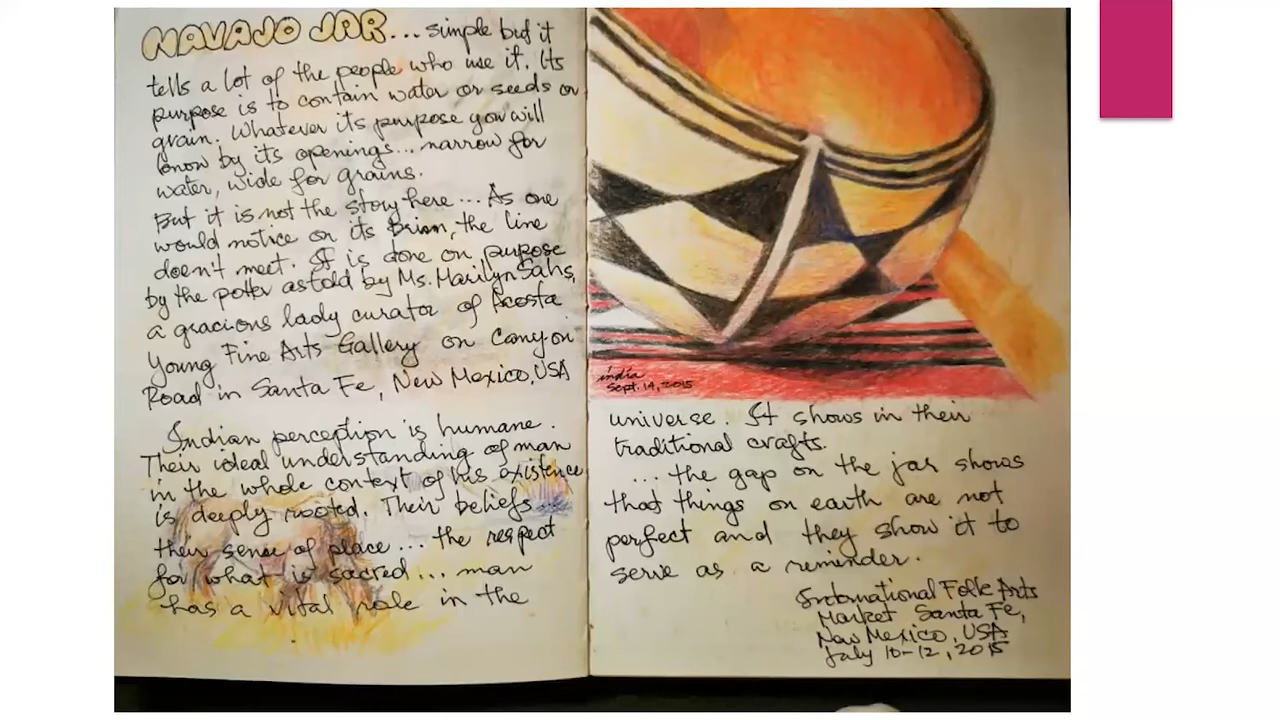 NAVAJO JAR... simple but it
tells a lot of the people who use it. Its
purpose is to contain water or seeds or
grain. Whatever its purpose you will
know by its openings... narrow for
water, wide for grains.
But it is not the story here... As one
would notice on its brim, the line
doesn't meet. It is done on purpose
by the potter as told by Ms. Marilyn Sahs,
a gracious lady curator of Acosta
Young Fine Arts Gallery on Canyon
Road in Santa Fe, New Mexico, USA
Indian perception is humane.
Their ideal understanding of man
in the whole context of his existence
is deeply rooted. Their beliefs...
their sense of place... the respect
for what is sacred... man
has a vital role in the
india
Sept. 14, 2015
universe. It shows in their
traditional crafts.
... the gap on the jar shows
that things on earth are not
perfect and they show it to
serve as a reminder.
International Folk Arts
Market Santa Fe,
New Mexico, USA
July 10-12, 2015